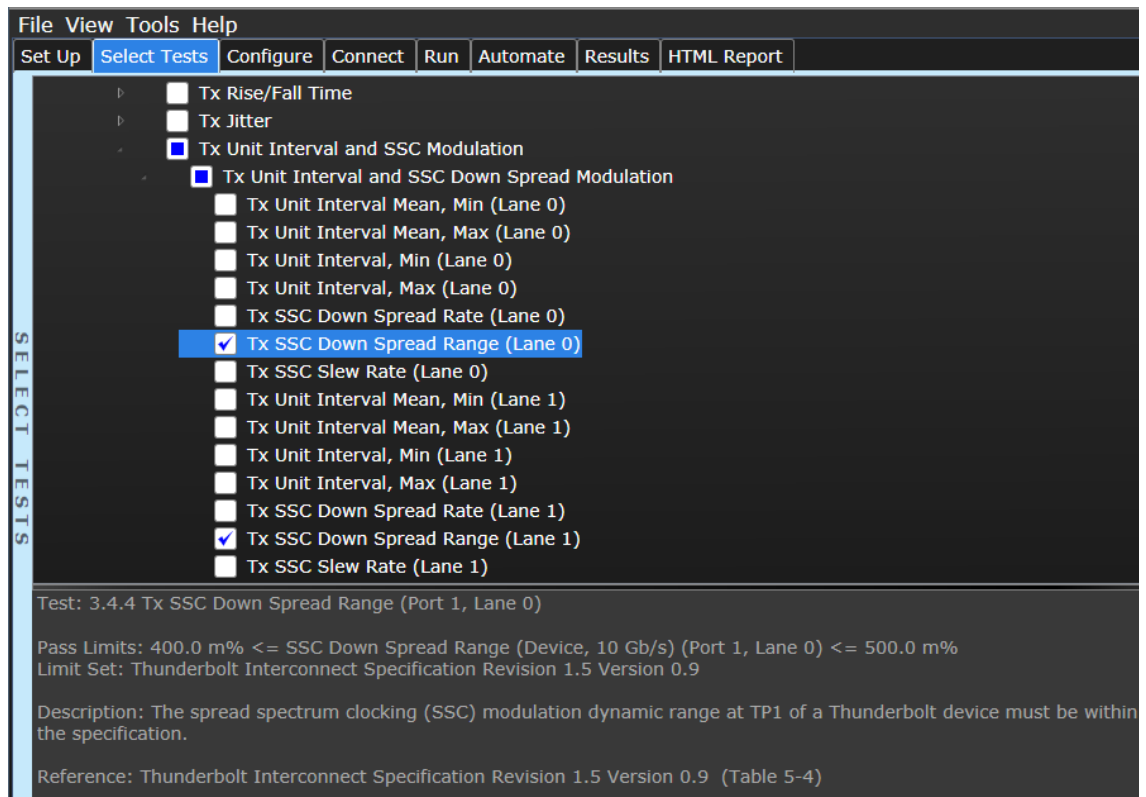 File View Tools Help
Set Up Select Tests Configure Connect Run Automate Results HTML Report
Tx Rise/Fall Time
Tx Jitter
Tx Unit Interval and SSC Modulation
Tx Unit Interval and SSC Down Spread Modulation
Tx Unit Interval Mean, Min (Lane 0)
Tx Unit Interval Mean, Max (Lane 0)
Tx Unit Interval, Min (Lane 0)
Tx Unit Interval, Max (Lane 0)
Tx SSC Down Spread Rate (Lane 0)
Tx SSC Down Spread Range (Lane 0)
Tx SSC Slew Rate (Lane 0)
Tx Unit Interval Mean, Min (Lane 1)
Tx Unit Interval Mean, Max (Lane 1)
Tx Unit Interval, Min (Lane 1)
Tx Unit Interval, Max (Lane 1)
Tx SSC Down Spread Rate (Lane 1)
Tx SSC Down Spread Range (Lane 1)
Tx SSC Slew Rate (Lane 1)
SELECT TESTS
Test: 3.4.4 Tx SSC Down Spread Range (Port 1, Lane 0)
Pass Limits: 400.0 m% <= SSC Down Spread Range (Device, 10 Gb/s) (Port 1, Lane 0) <= 500.0 m%
Limit Set: Thunderbolt Interconnect Specification Revision 1.5 Version 0.9
Description: The spread spectrum clocking (SSC) modulation dynamic range at TP1 of a Thunderbolt device must be within
the specification.
Reference: Thunderbolt Interconnect Specification Revision 1.5 Version 0.9 (Table 5-4)